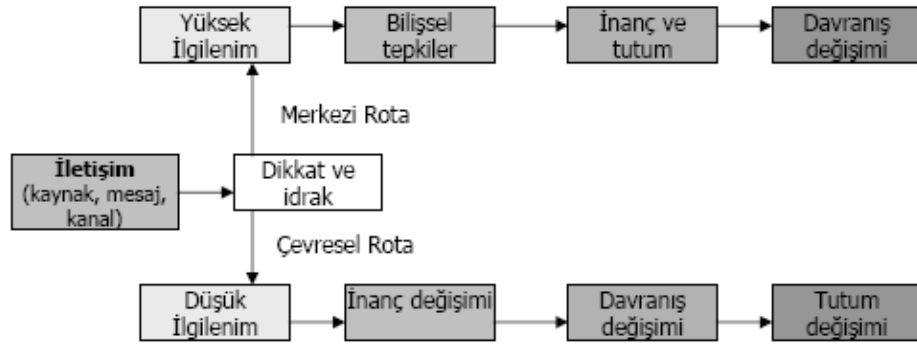 Yüksek
İlgilenim
Bilişsel
tepkiler
İnanç ve
tutum
Davranış
değişimi
Merkezi Rota
İletişim
(kaynak, mesaj,
kanal)
Dikkat ve
idrak
Çevresel Rota
Düşük
İlgilenim
İnanç değişimi
Davranış
değişimi
Tutum
değişimi